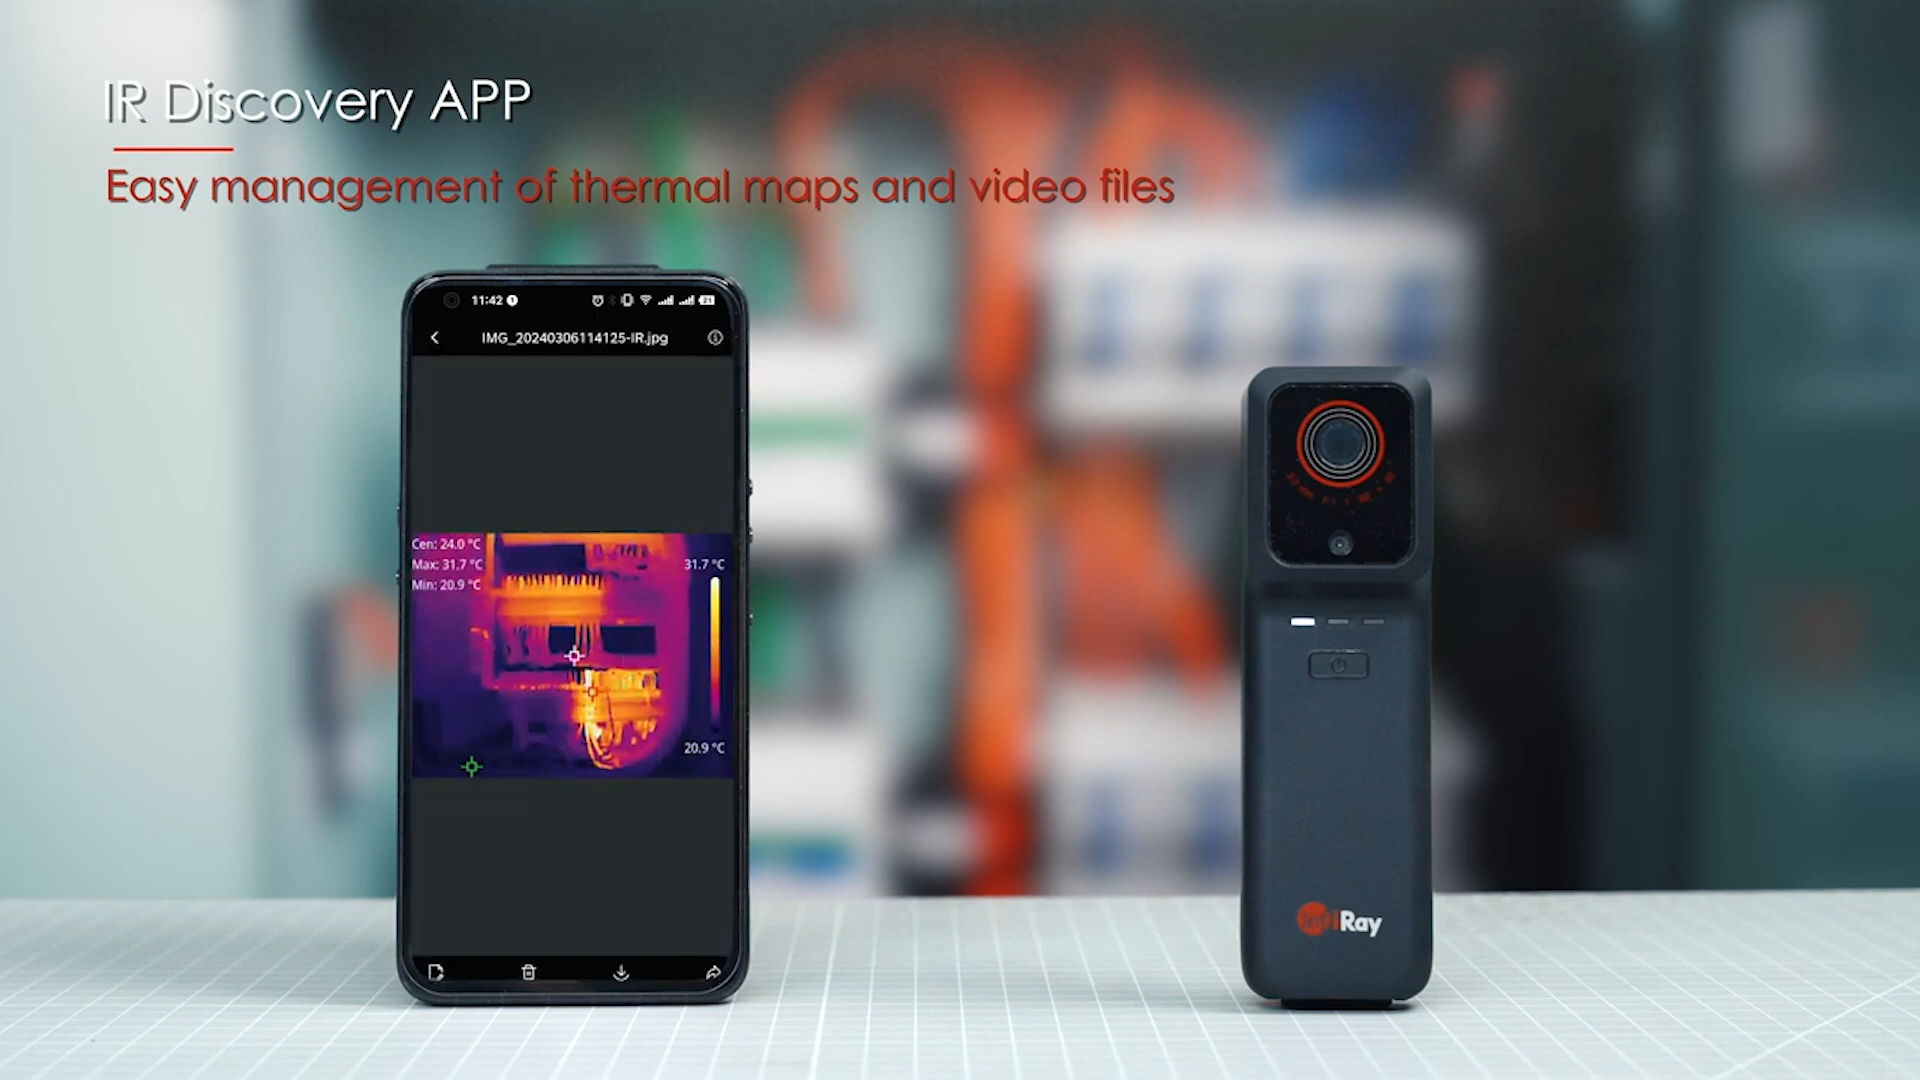 IR Discovery APP
Easy management of thermal maps and video files
11:42
21
IMG_20240306114125-IR.jpg
Cen: 24.0 °C
Max: 31.7 °C
Min: 20.9 °C
31.7 °C
20.9 °C
iRay